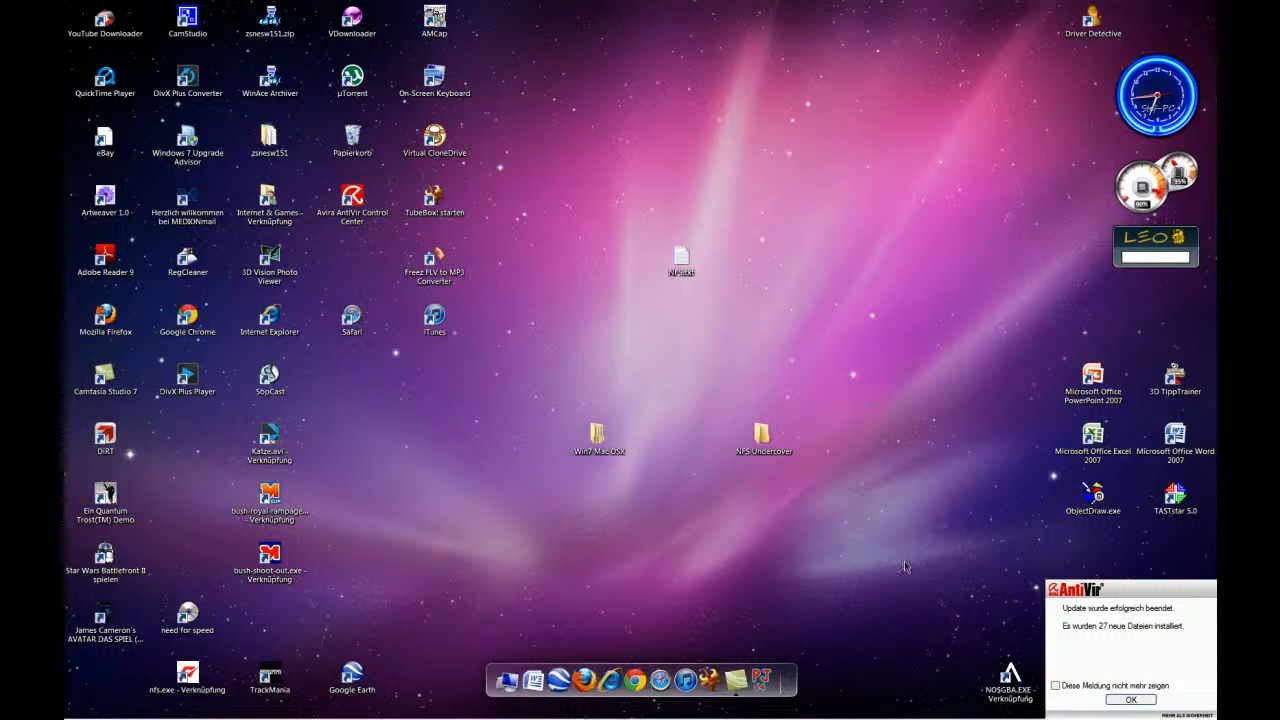 YouTube Downloader
CamStudio
zsnesw151.zip
VDownloader
AMCap
Driver Detective
QuickTime Player
DivX Plus Converter
WinAce Archiver
µTorrent
On-Screen Keyboard
eBay
Windows 7 Upgrade
Advisor
zsnesw151
Papierkorb
Virtual CloneDrive
35%
90%
Artweaver 1.0
Herzlich willkommen
bei MEDIONmail
Internet & Games -
Verknüpfung
Avira AntiVir Control
Center
TubeBox! starten
LEO
Adobe Reader 9
RegCleaner
3D Vision Photo
Viewer
Freez FLV to MP3
Converter
Mozilla Firefox
Google Chrome
Internet Explorer
Safari
iTunes
Camtasia Studio 7
DivX Plus Player
SopCast
Microsoft Office
PowerPoint 2007
3D TippTrainer
DiRT
Katze.avi -
Verknüpfung
Win7 Mac OSX
NFS Undercover
Microsoft Office Excel
2007
Microsoft Office Word
2007
Ein Quantum
Trost(TM) Demo
bush-royal-rampage...
- Verknüpfung
ObjectDraw.exe
TASTstar 5.0
Star Wars Battlefront II
spielen
bush-shoot-out.exe -
Verknüpfung
James Cameron's
AVATAR DAS SPIEL (...
need for speed
nfs.exe - Verknüpfung
TrackMania
Google Earth
NO$GBA.EXE -
Verknüpfung
AntiVir
Update wurde erfolgreich beendet.
Es wurden 27 neue Dateien installiert.
Diese Meldung nicht mehr zeigen
OK
MEHR ALS SICHERHEIT